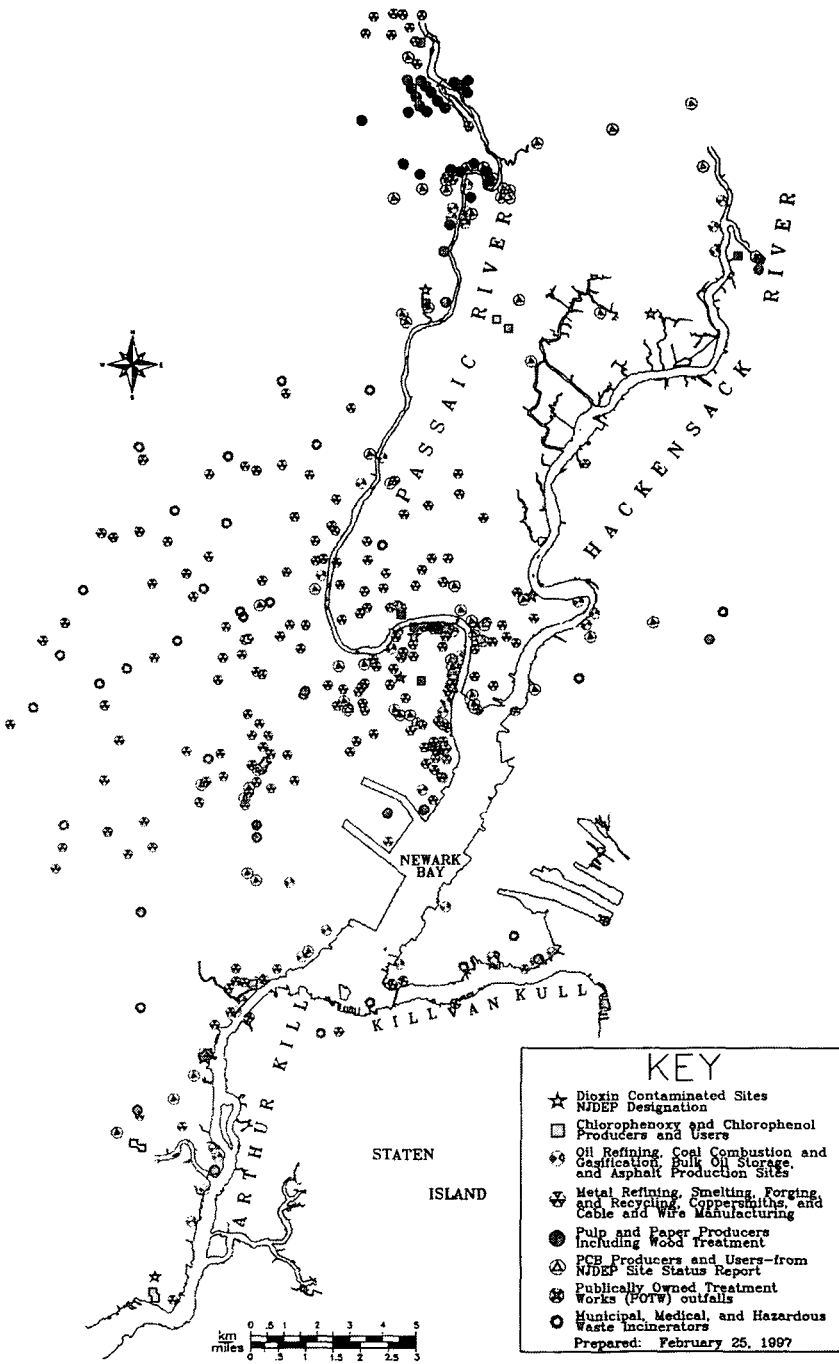 N
W
E
S
PASSAIC RIVER
HACKENSACK RIVER
NEWARK
BAY
KILL VAN KULL
ARTHUR KILL
STATEN
ISLAND
KEY
Dioxin Contaminated Sites
NJDEP Designation
Chlorophenoxy and Chlorophenol
Producers and Users
Oil Refining, Coal Combustion and
Gasification, Bulk Oil Storage,
and Asphalt Production Sites
Metal Refining, Smelting, Forging,
and Recycling, Coppersmiths, and
Cable and Wire Manufacturing
Pulp and Paper Producers
Including Wood Treatment
PCB Producers and Users-from
NJDEP Site Status Report
Publically Owned Treatment
Works (POTW) outfalls
Municipal, Medical, and Hazardous
Waste Incinerators
Prepared: February 25, 1997
km
1 0 1 2 3 4 5
miles
1 .5 0 .5 1 1.5 2 2.5 3